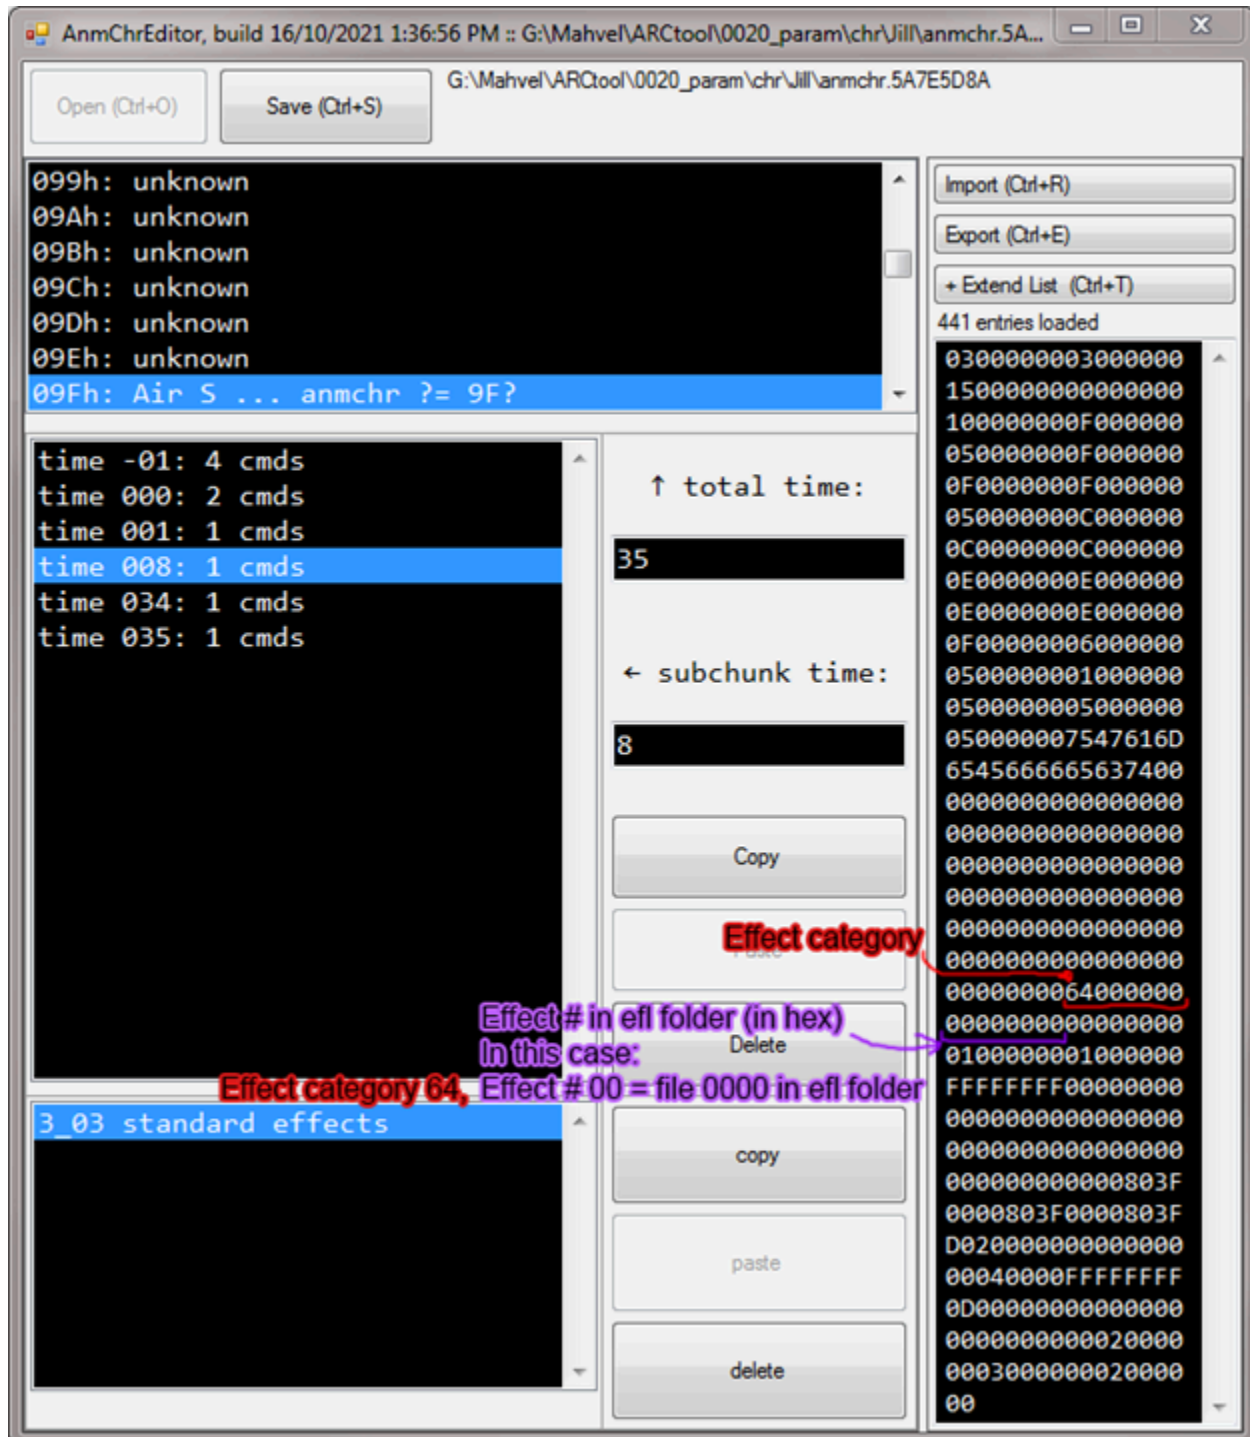 AnmChrEditor, build 16/10/2021 1:36:56 PM :: G:\Mahvel\ARCtool\0020_param\chr\Jill\anmchr.5A...
Open (Ctrl+O)
Save (Ctrl+S)
G:\Mahvel\ARCtool\0020_param\chr\Jill\anmchr.5A7E5D8A
099h: unknown
09Ah: unknown
09Bh: unknown
09Ch: unknown
09Dh: unknown
09Eh: unknown
09Fh: Air S ... anmchr ?= 9F?
Import (Ctrl+R)
Export (Ctrl+E)
+ Extend List (Ctrl+T)
441 entries loaded
time -01: 4 cmds
time 000: 2 cmds
time 001: 1 cmds
time 008: 1 cmds
time 034: 1 cmds
time 035: 1 cmds
↑ total time:
35
← subchunk time:
8
Copy
Paste
Delete
Effect category
Effect # in efl folder (in hex)
In this case:
Effect category 64, Effect # 00 = file 0000 in efl folder
3_03 standard effects
copy
paste
delete
0300000003000000
1500000000000000
100000000F000000
050000000F000000
0F0000000F000000
050000000C000000
0C0000000C000000
0E0000000E000000
0E0000000E000000
0F00000006000000
0500000001000000
0500000005000000
050000007547616D
6545666665637400
0000000000000000
0000000000000000
0000000000000000
0000000000000000
0000000000000000
0000000000000000
0000000064000000
0000000000000000
0100000001000000
FFFFFFFF00000000
0000000000000000
0000000000000000
000000000000803F
0000803F0000803F
D020000000000000
00040000FFFFFFFF
0D00000000000000
0000000000020000
0003000000020000
00